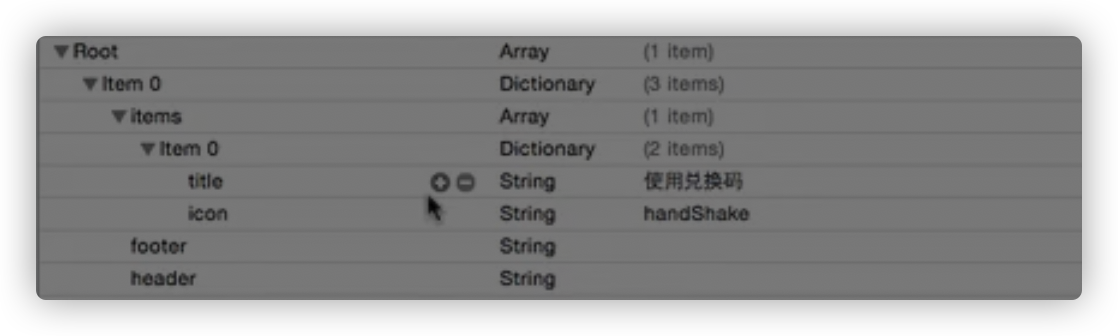 Root Array (1 item)
Item 0 Dictionary (3 items)
items Array (1 item)
Item 0 Dictionary (2 items)
title String 使用兑换码
icon String handShake
footer String
header String